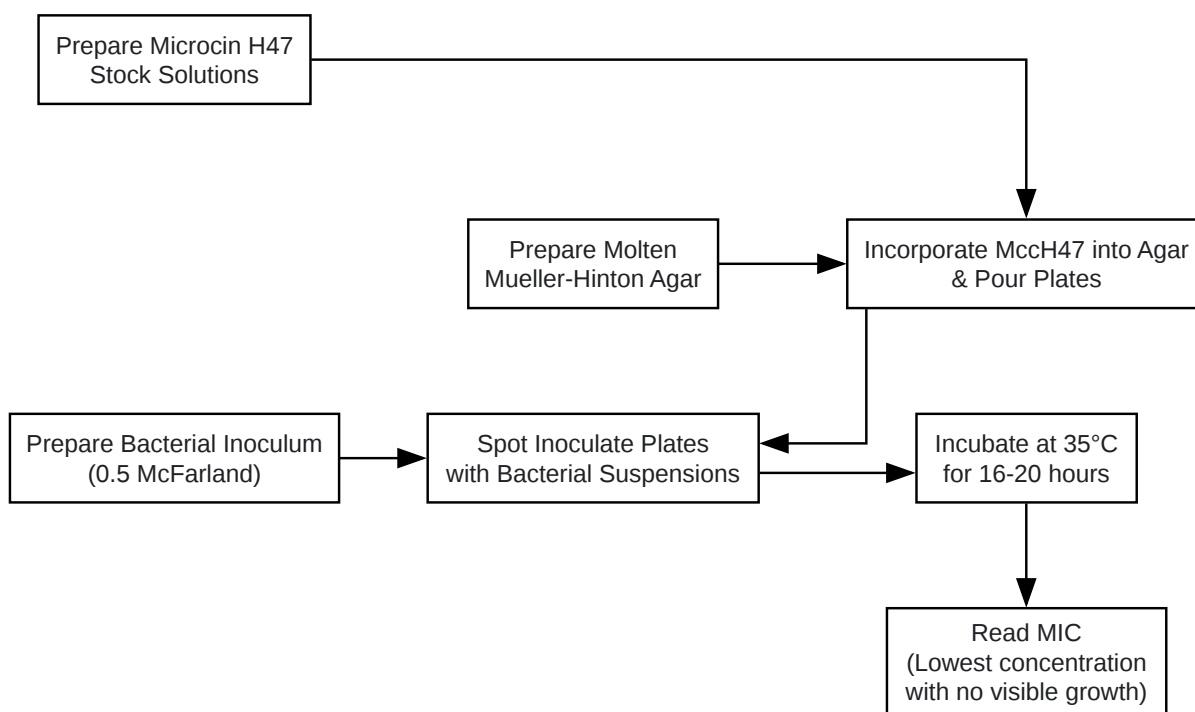 Prepare Microcin H47
Stock Solutions
Prepare Molten
Mueller-Hinton Agar
Incorporate MccH47 into Agar
& Pour Plates
Prepare Bacterial Inoculum
(0.5 McFarland)
Spot Inoculate Plates
with Bacterial Suspensions
Incubate at 35°C
for 16-20 hours
Read MIC
(Lowest concentration
with no visible growth)